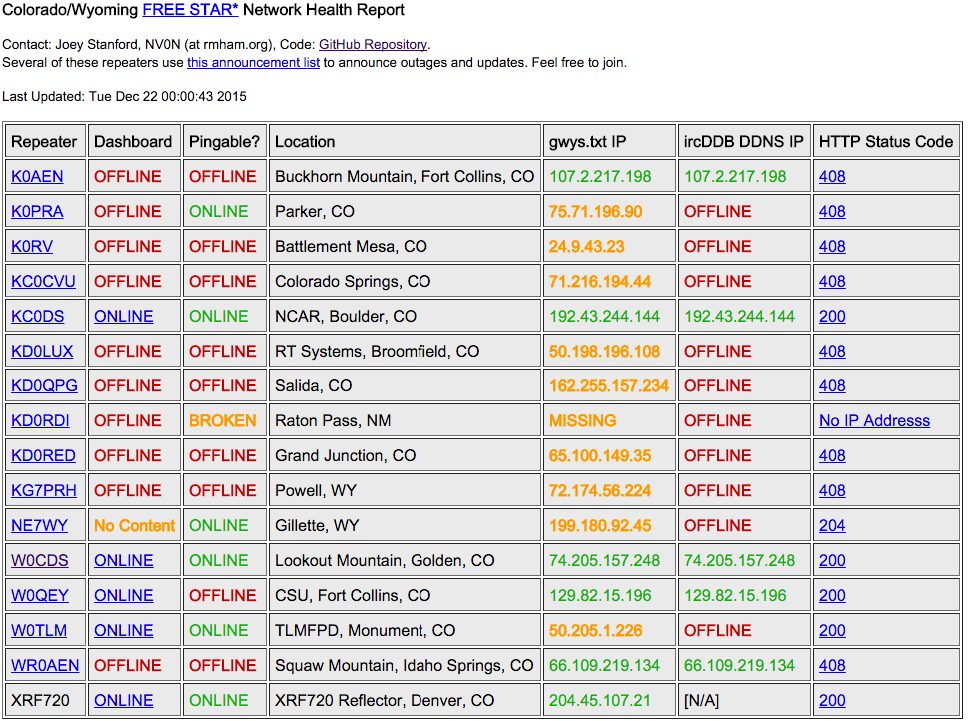 Colorado/Wyoming FREE STAR* Network Health Report
Contact: Joey Stanford, NV0N (at rmham.org), Code: GitHub Repository.
Several of these repeaters use this announcement list to announce outages and updates. Feel free to join.
Last Updated: Tue Dec 22 00:00:43 2015
Repeater Dashboard Pingable? Location gwys.txt IP ircDDB DDNS IP HTTP Status Code
K0AEN OFFLINE OFFLINE Buckhorn Mountain, Fort Collins, CO 107.2.217.198 107.2.217.198 408
K0PRA OFFLINE ONLINE Parker, CO 75.71.196.90 OFFLINE 408
K0RV OFFLINE OFFLINE Battlement Mesa, CO 24.9.43.23 OFFLINE 408
KC0CVU OFFLINE OFFLINE Colorado Springs, CO 71.216.194.44 OFFLINE 408
KC0DS ONLINE ONLINE NCAR, Boulder, CO 192.43.244.144 192.43.244.144 200
KD0LUX OFFLINE OFFLINE RT Systems, Broomfield, CO 50.198.196.108 OFFLINE 408
KD0QPG OFFLINE OFFLINE Salida, CO 162.255.157.234 OFFLINE 408
KD0RDI OFFLINE BROKEN Raton Pass, NM MISSING OFFLINE No IP Addresss
KD0RED OFFLINE OFFLINE Grand Junction, CO 65.100.149.35 OFFLINE 408
KG7PRH OFFLINE OFFLINE Powell, WY 72.174.56.224 OFFLINE 408
NE7WY No Content ONLINE Gillette, WY 199.180.92.45 OFFLINE 204
W0CDS ONLINE ONLINE Lookout Mountain, Golden, CO 74.205.157.248 74.205.157.248 200
W0QEY ONLINE OFFLINE CSU, Fort Collins, CO 129.82.15.196 129.82.15.196 200
W0TLM ONLINE ONLINE TLMFPD, Monument, CO 50.205.1.226 OFFLINE 200
WR0AEN OFFLINE OFFLINE Squaw Mountain, Idaho Springs, CO 66.109.219.134 66.109.219.134 408
XRF720 ONLINE ONLINE XRF720 Reflector, Denver, CO 204.45.107.21 [N/A] 200